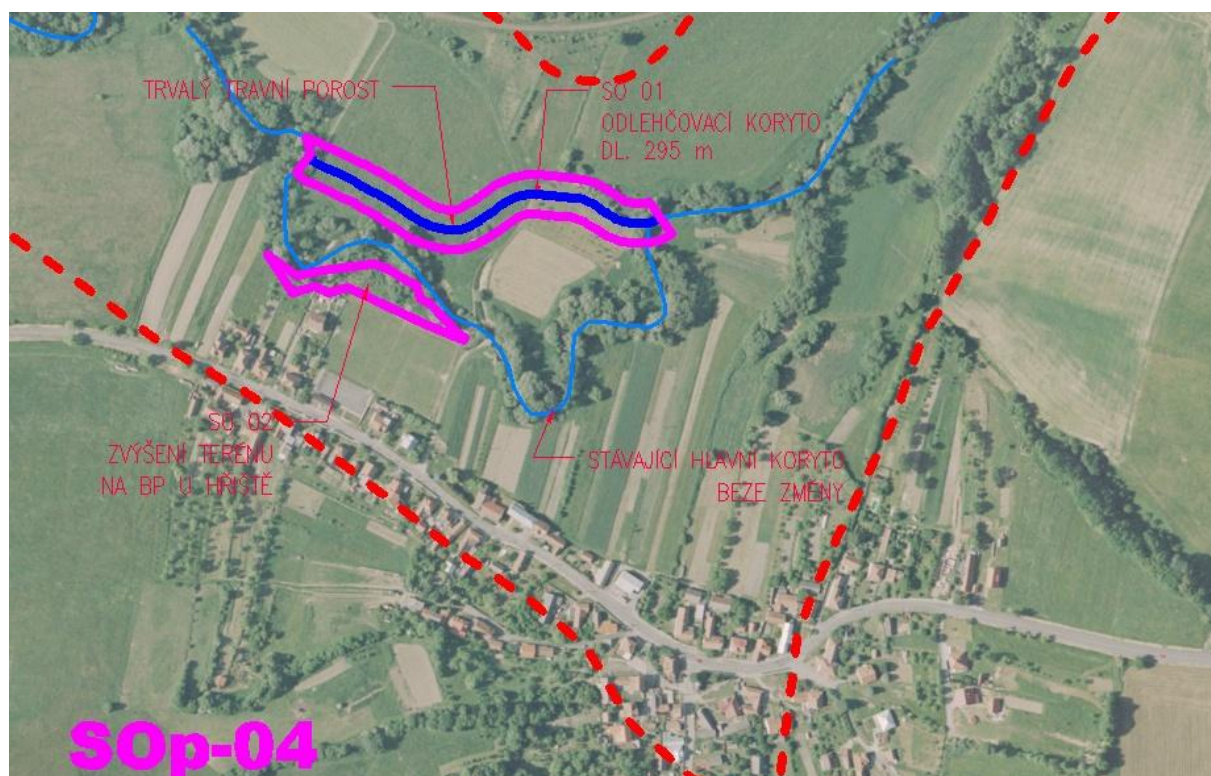 TRVALÝ TRAVNÍ POROST
SO 01
ODLEHČOVACÍ KORYTO
DL. 295 m
SO 02
ZVÝŠENÍ TERÉNU
NA BP U HŘIŠTĚ
STÁVAJÍCÍ HLAVNÍ KORYTO
BEZE ZMĚNY
SOp-04